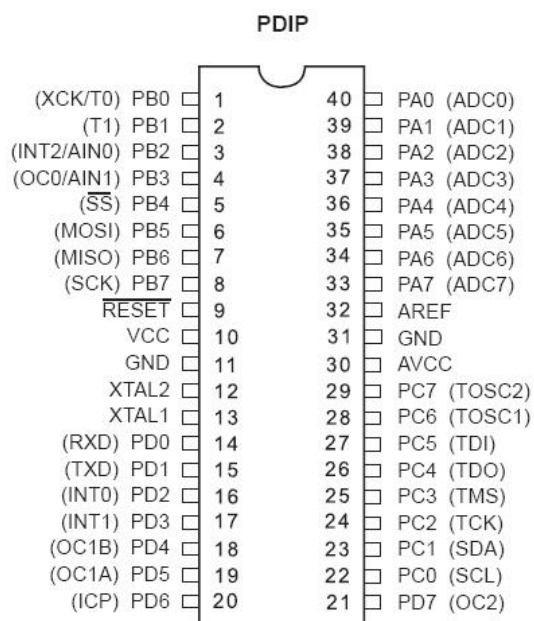 PDIP
(XCK/T0) PB0 1 40 PA0 (ADC0)
(T1) PB1 2 39 PA1 (ADC1)
(INT2/AIN0) PB2 3 38 PA2 (ADC2)
(OC0/AIN1) PB3 4 37 PA3 (ADC3)
(SS) PB4 5 36 PA4 (ADC4)
(MOSI) PB5 6 35 PA5 (ADC5)
(MISO) PB6 7 34 PA6 (ADC6)
(SCK) PB7 8 33 PA7 (ADC7)
RESET 9 32 AREF
VCC 10 31 GND
GND 11 30 AVCC
XTAL2 12 29 PC7 (TOSC2)
XTAL1 13 28 PC6 (TOSC1)
(RXD) PD0 14 27 PC5 (TDI)
(TXD) PD1 15 26 PC4 (TDO)
(INT0) PD2 16 25 PC3 (TMS)
(INT1) PD3 17 24 PC2 (TCK)
(OC1B) PD4 18 23 PC1 (SDA)
(OC1A) PD5 19 22 PC0 (SCL)
(ICP) PD6 20 21 PD7 (OC2)